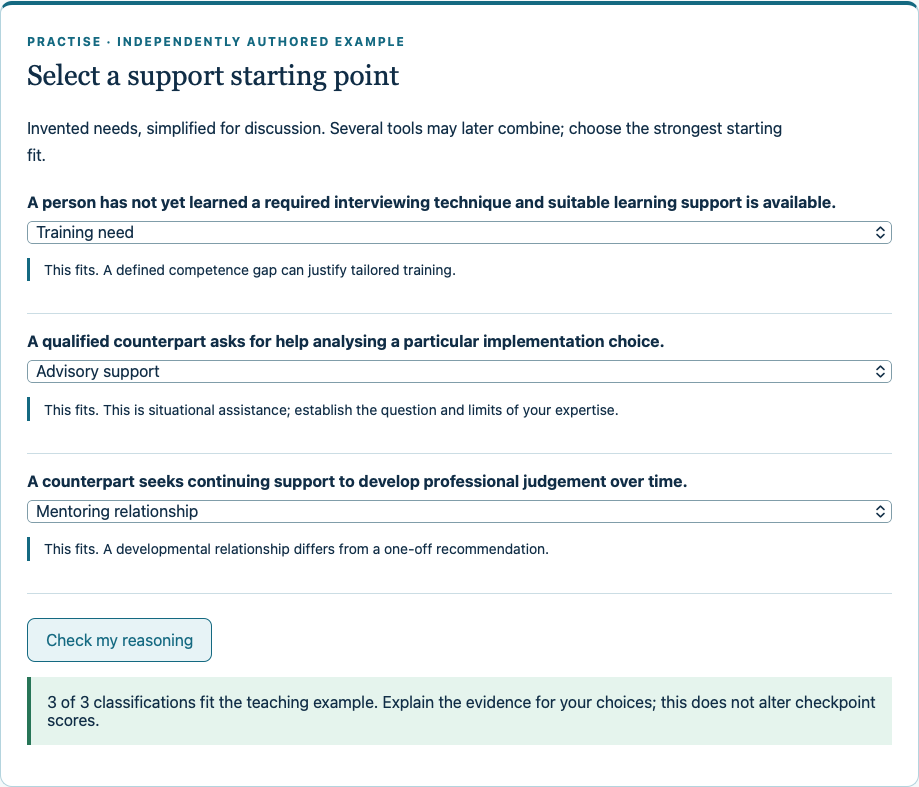 PRACTISE · INDEPENDENTLY AUTHORED EXAMPLE
Select a support starting point
Invented needs, simplified for discussion. Several tools may later combine; choose the strongest starting
fit.
A person has not yet learned a required interviewing technique and suitable learning support is available.
Training need
This fits. A defined competence gap can justify tailored training.
A qualified counterpart asks for help analysing a particular implementation choice.
Advisory support
This fits. This is situational assistance; establish the question and limits of your expertise.
A counterpart seeks continuing support to develop professional judgement over time.
Mentoring relationship
This fits. A developmental relationship differs from a one-off recommendation.
Check my reasoning
3 of 3 classifications fit the teaching example. Explain the evidence for your choices; this does not alter checkpoint
scores.